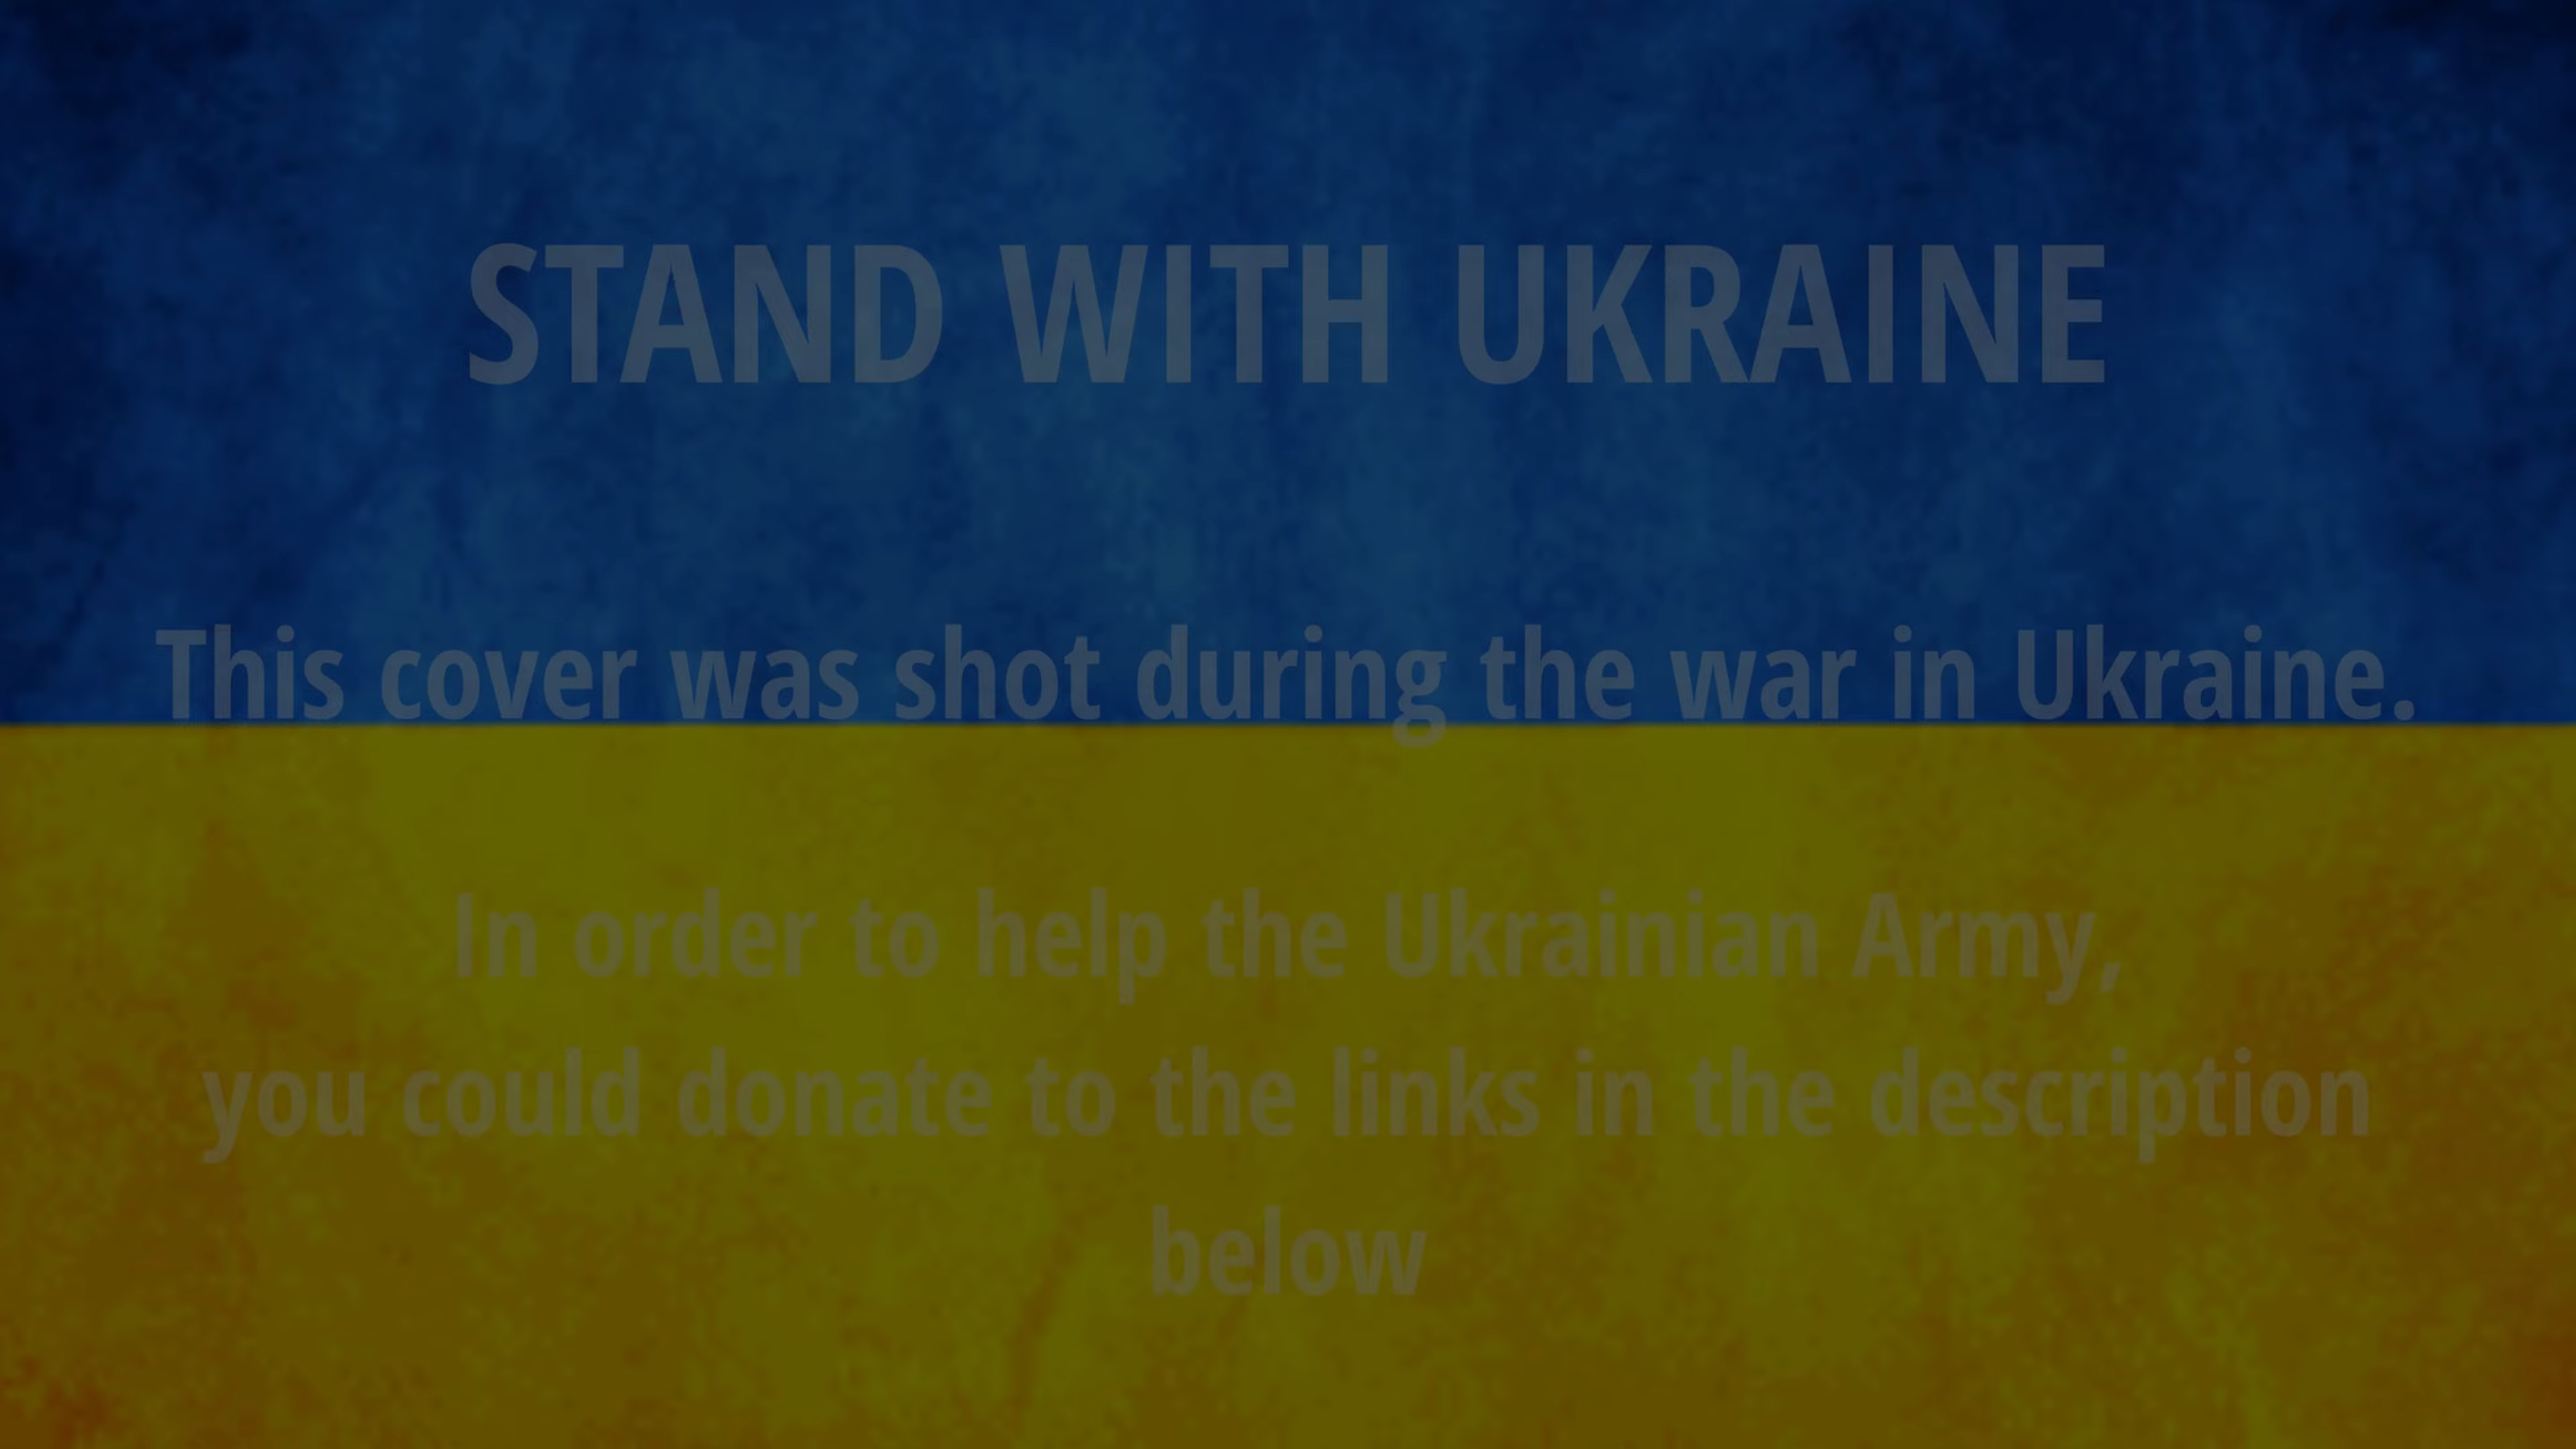 STAND WITH UKRAINE
This cover was shot during the war in Ukraine.
In order to help the Ukrainian Army,
you could donate to the links in the description
below